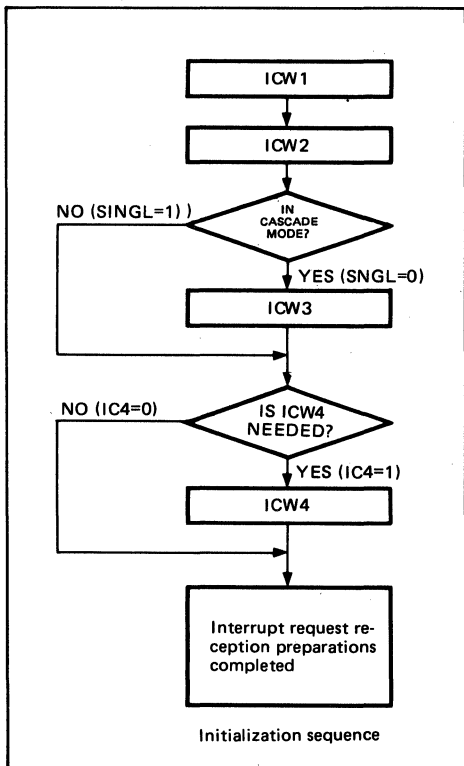 ICW1
ICW2
IN
CASCADE
MODE?
NO (SINGL=1) )
YES (SNGL=0)
ICW3
NO (IC4=0)
IS ICW4
NEEDED?
YES (IC4=1)
ICW4
Interrupt request re-
ception preparations
completed
Initialization sequence